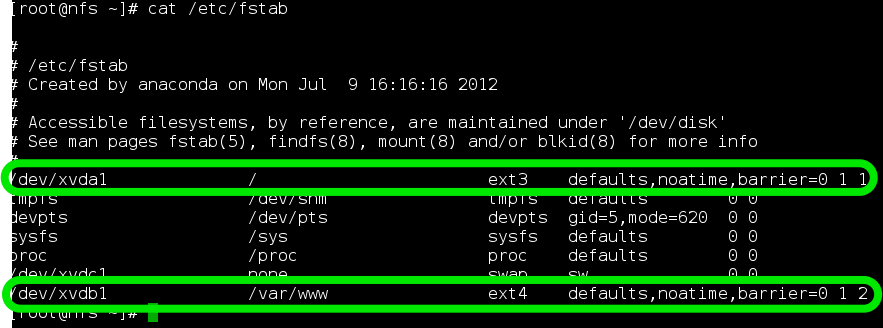 [root@nfs ~]# cat /etc/fstab
#
# /etc/fstab
# Created by anaconda on Mon Jul  9 16:16:16 2012
#
# Accessible filesystems, by reference, are maintained under '/dev/disk'
# See man pages fstab(5), findfs(8), mount(8) and/or blkid(8) for more info
#
/dev/xvda1 / ext3 defaults,noatime,barrier=0 1 1
tmpfs /dev/shm tmpfs defaults 0 0
devpts /dev/pts devpts gid=5,mode=620 0 0
sysfs /sys sysfs defaults 0 0
proc /proc proc defaults 0 0
/dev/xvdc1 none swap sw
/dev/xvdb1 /var/www ext4 defaults,noatime,barrier=0 1 2
[root@nfs ~]#